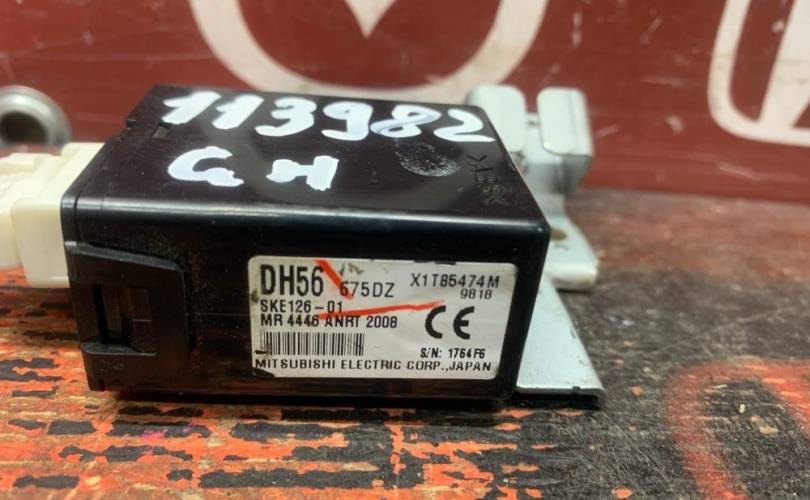 113982
GH
DH56 675DZ X1T85474M
SKE126-01 9818
MR 4446 ANRT 2008
CE
S/N: 1764F6
MITSUBISHI ELECTRIC CORP.,JAPAN